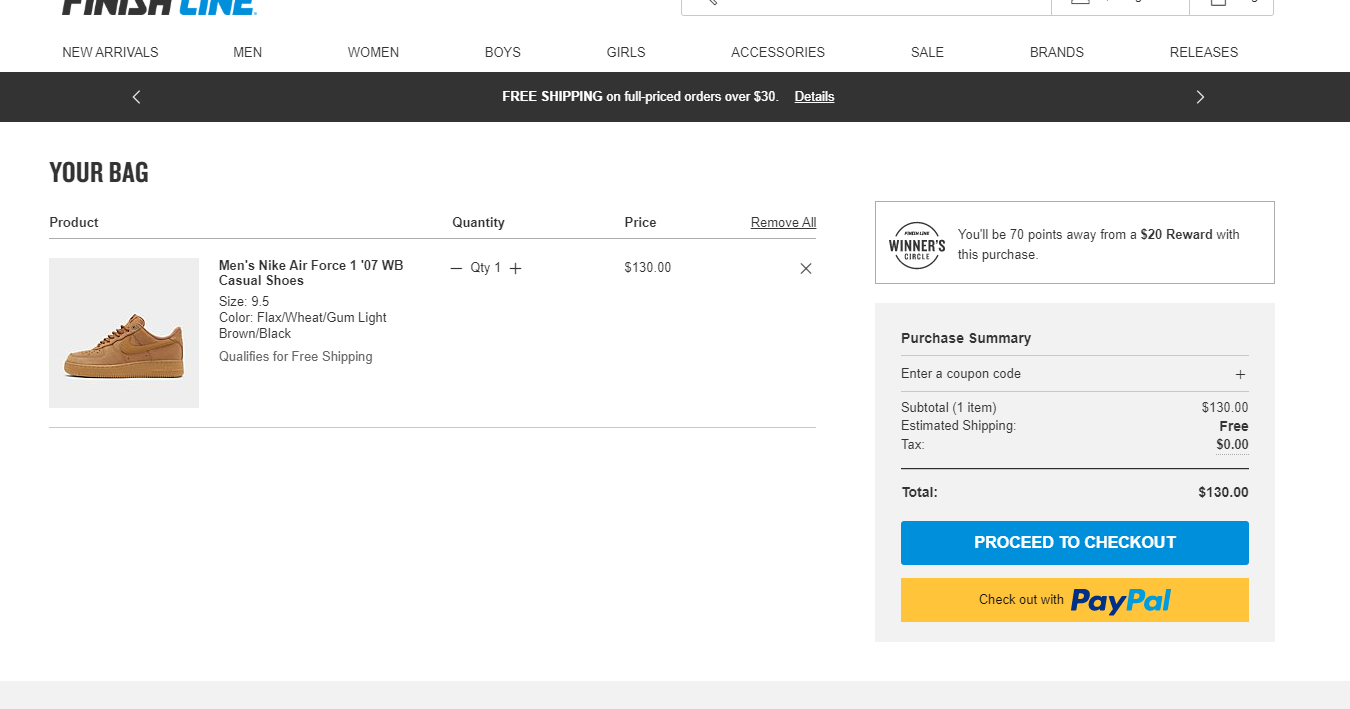 FINISH LINE
NEW ARRIVALS MEN WOMEN BOYS GIRLS ACCESSORIES SALE BRANDS RELEASES
FREE SHIPPING on full-priced orders over $30. Details
YOUR BAG
Product Quantity Price Remove All
Men's Nike Air Force 1 '07 WB
Casual Shoes
Qty 1
$130.00
Size: 9.5
Color: Flax/Wheat/Gum Light
Brown/Black
Qualifies for Free Shipping
FINISH LINE
WINNER'S
CIRCLE
You'll be 70 points away from a $20 Reward with
this purchase.
Purchase Summary
Enter a coupon code
Subtotal (1 item) $130.00
Estimated Shipping: Free
Tax: $0.00
Total: $130.00
PROCEED TO CHECKOUT
Check out with PayPal